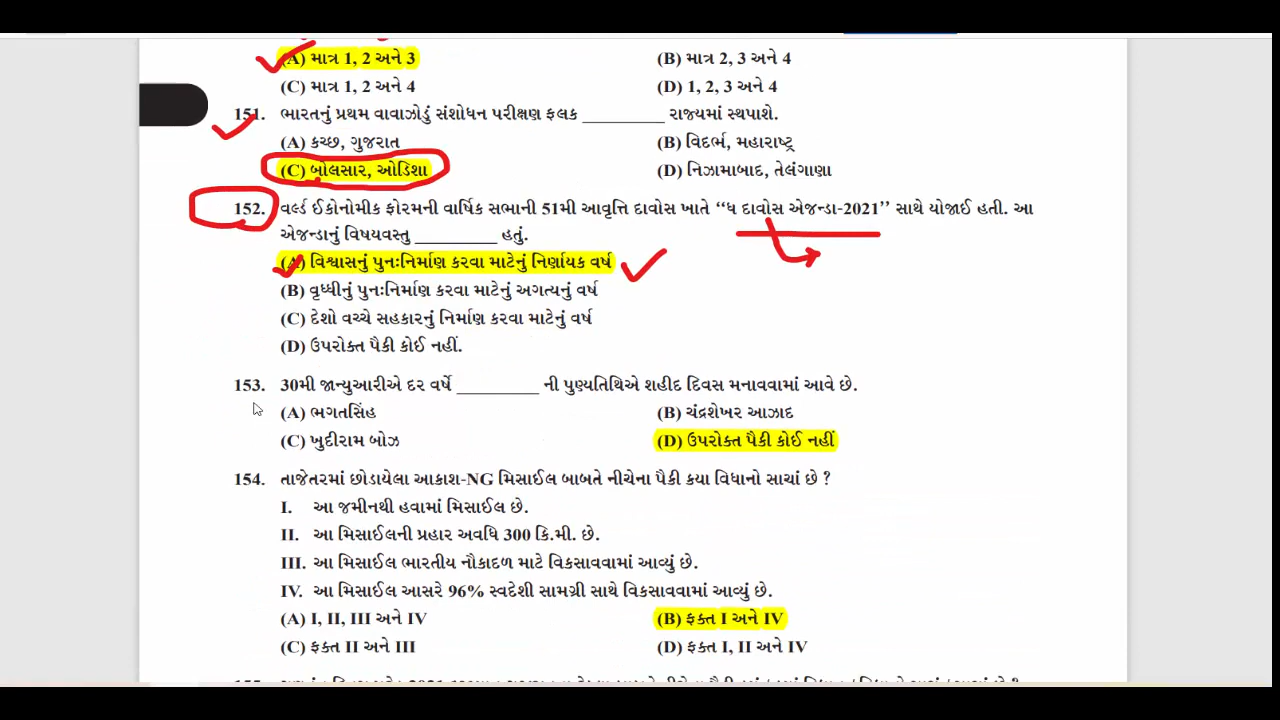 (A) માત્ર 1, 2 અને 3 (B) માત્ર 2, 3 અને 4
(C) માત્ર 1, 2 અને 4 (D) 1, 2, 3 અને 4
151. ભારતનું પ્રથમ વાવાઝોડું સંશોધન પરીક્ષણ ફલક _________ રાજ્યમાં સ્થપાશે.
(A) કચ્છ, ગુજરાત (B) વિદર્ભ, મહારાષ્ટ્ર
(C) બોલસાર, ઓડિશા (D) નિઝામાબાદ, તેલંગાણા
152. વર્લ્ડ ઈકોનોમીક ફોરમની વાર્ષિક સભાની 51મી આવૃત્તિ દાવોસ ખાતે “ધ દાવોસ એજન્ડા-2021” સાથે યોજાઈ હતી. આ
એજન્ડાનું વિષયવસ્તુ _________ હતું.
(A) વિશ્વાસનું પુનઃનિર્માણ કરવા માટેનું નિર્ણાયક વર્ષ
(B) વૃધ્ધીનું પુનઃનિર્માણ કરવા માટેનું અગત્યનું વર્ષ
(C) દેશો વચ્ચે સહકારનું નિર્માણ કરવા માટેનું વર્ષ
(D) ઉપરોક્ત પૈકી કોઈ નહીં.
153. 30મી જાન્યુઆરીએ દર વર્ષે _________ ની પુણ્યતિથિએ શહીદ દિવસ મનાવવામાં આવે છે.
(A) ભગતસિંહ (B) ચંદ્રશેખર આઝાદ
(C) ખુદીરામ બોઝ (D) ઉપરોક્ત પૈકી કોઈ નહીં
154. તાજેતરમાં છોડાયેલા આકાશ-NG મિસાઈલ બાબતે નીચેના પૈકી કયા વિધાનો સાચાં છે ?
I. આ જમીનથી હવામાં મિસાઈલ છે.
II. આ મિસાઈલની પ્રહાર અવધિ 300 કિ.મી. છે.
III. આ મિસાઈલ ભારતીય નૌકાદળ માટે વિકસાવવામાં આવ્યું છે.
IV. આ મિસાઈલ આસરે 96% સ્વદેશી સામગ્રી સાથે વિકસાવવામાં આવ્યું છે.
(A) I, II, III અને IV (B) ફક્ત I અને IV
(C) ફક્ત II અને III (D) ફક્ત I, II અને IV